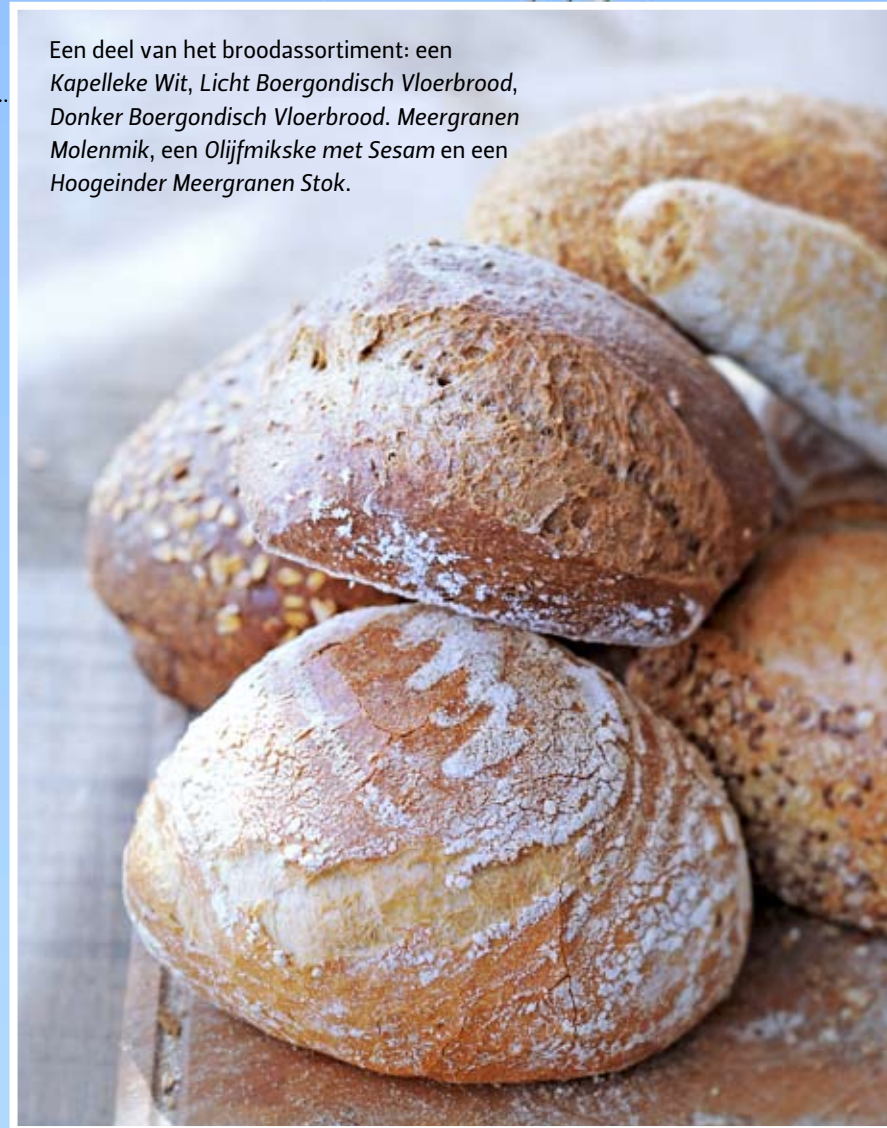 Een deel van het broodassortiment: een
Kapelleke Wit, Licht Boergondisch Vloerbrood,
Donker Boergondisch Vloerbrood. Meergranen
Molenmik, een Olijfmikske met Sesam en een
Hoogeinder Meergranen Stok.
..